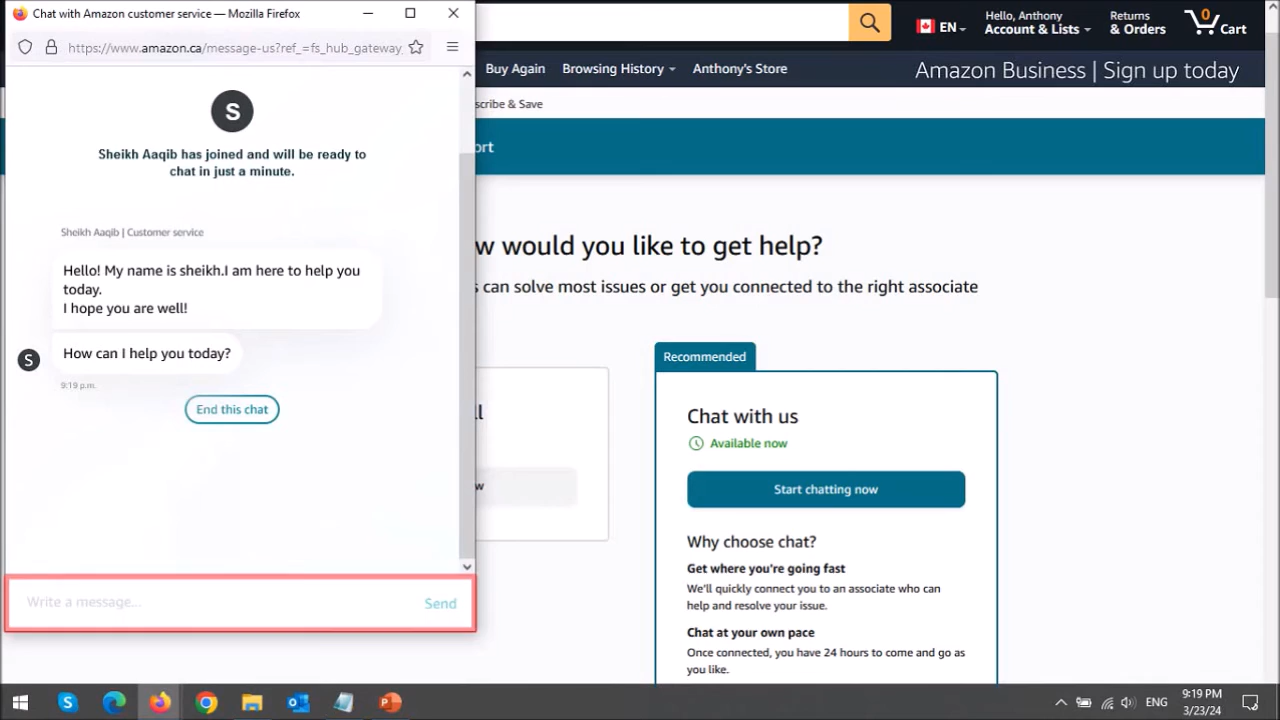 Chat with Amazon customer service — Mozilla Firefox
https://www.amazon.ca/message-us?ref_=fs_hub_gateway_
S
Sheikh Aaqib has joined and will be ready to
chat in just a minute.
Sheikh Aaqib | Customer service
Hello! My name is sheikh.I am here to help you
today.
I hope you are well!
S
How can I help you today?
9:19 p.m.
End this chat
Write a message...
Send
EN
Hello, Anthony
Account & Lists
Returns
& Orders
0
Cart
Buy Again
Browsing History
Anthony's Store
Amazon Business | Sign up today
scribe & Save
ort
w would you like to get help?
s can solve most issues or get you connected to the right associate
ll
w
Recommended
Chat with us
Available now
Start chatting now
Why choose chat?
Get where you're going fast
We'll quickly connect you to an associate who can
help and resolve your issue.
Chat at your own pace
Once connected, you have 24 hours to come and go as
you like.
ENG
9:19 PM
3/23/24